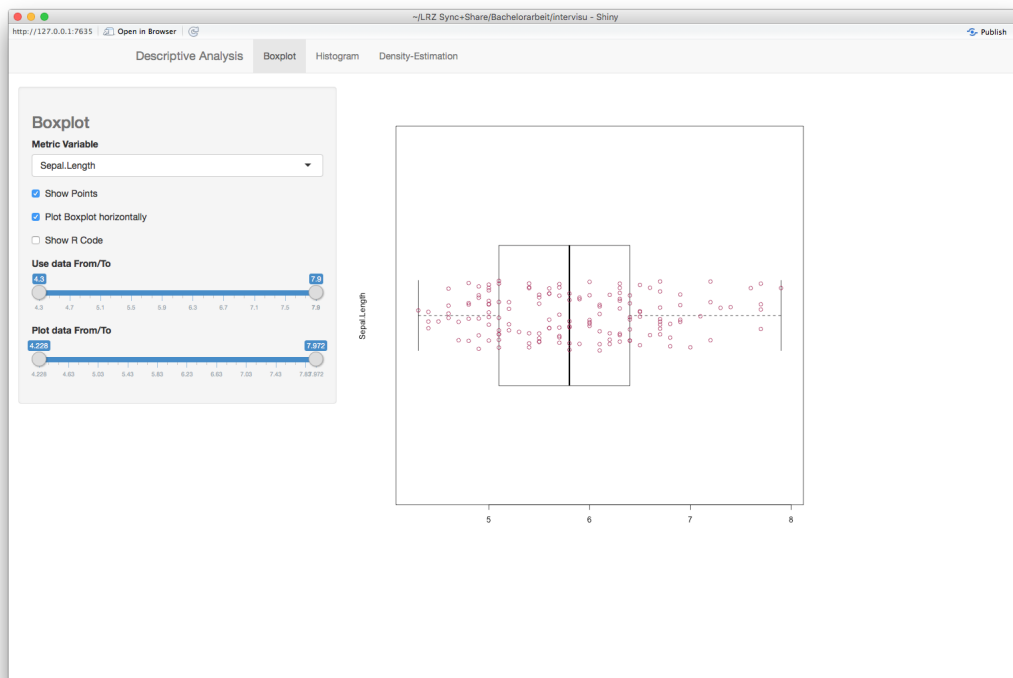 ~/LRZ Sync+Share/Bachelorarbeit/intervisu - Shiny
http://127.0.0.1:7635 Open in Browser Publish
Descriptive Analysis Boxplot Histogram Density-Estimation
Boxplot
Metric Variable
Sepal.Length
Show Points
Plot Boxplot horizontally
Show R Code
Use data From/To
4.3 7.9
4.3 4.7 5.1 5.5 5.9 6.3 6.7 7.1 7.5 7.9
Plot data From/To
4.228 7.972
4.228 4.63 5.03 5.43 5.83 6.23 6.63 7.03 7.43 7.83 7.972
Sepal.Length
5 6 7 8